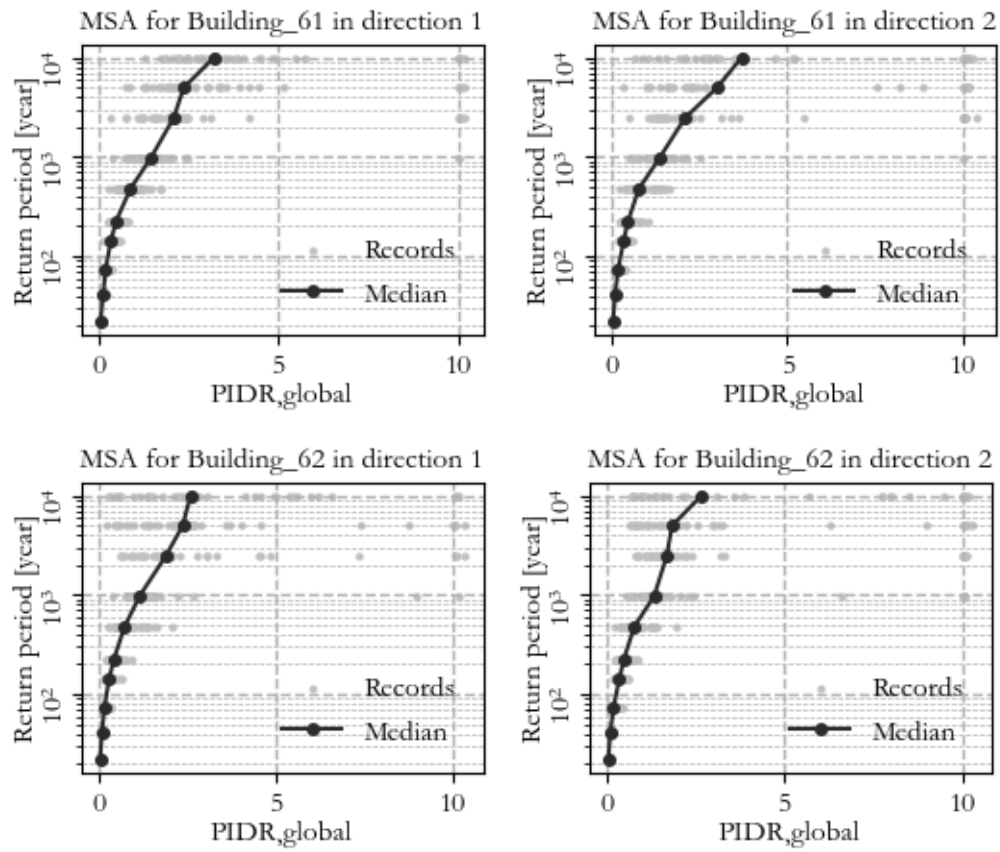 MSA for Building_61 in direction 1
Return period [year]
10⁴
10³
10²
Records
Median
0 5 10
PIDR,global
MSA for Building_61 in direction 2
Return period [year]
10⁴
10³
10²
Records
Median
0 5 10
PIDR,global
MSA for Building_62 in direction 1
Return period [year]
10⁴
10³
10²
Records
Median
0 5 10
PIDR,global
MSA for Building_62 in direction 2
Return period [year]
10⁴
10³
10²
Records
Median
0 5 10
PIDR,global